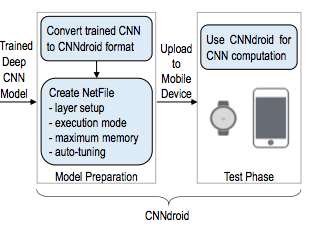 Trained
Deep
CNN
Model
Convert trained CNN
to CNNdroid format
Create NetFile
- layer setup
- execution mode
- maximum memory
- auto-tuning
Model Preparation
Upload
to
Mobile
Device
Use CNNdroid for
CNN computation
Test Phase
CNNdroid